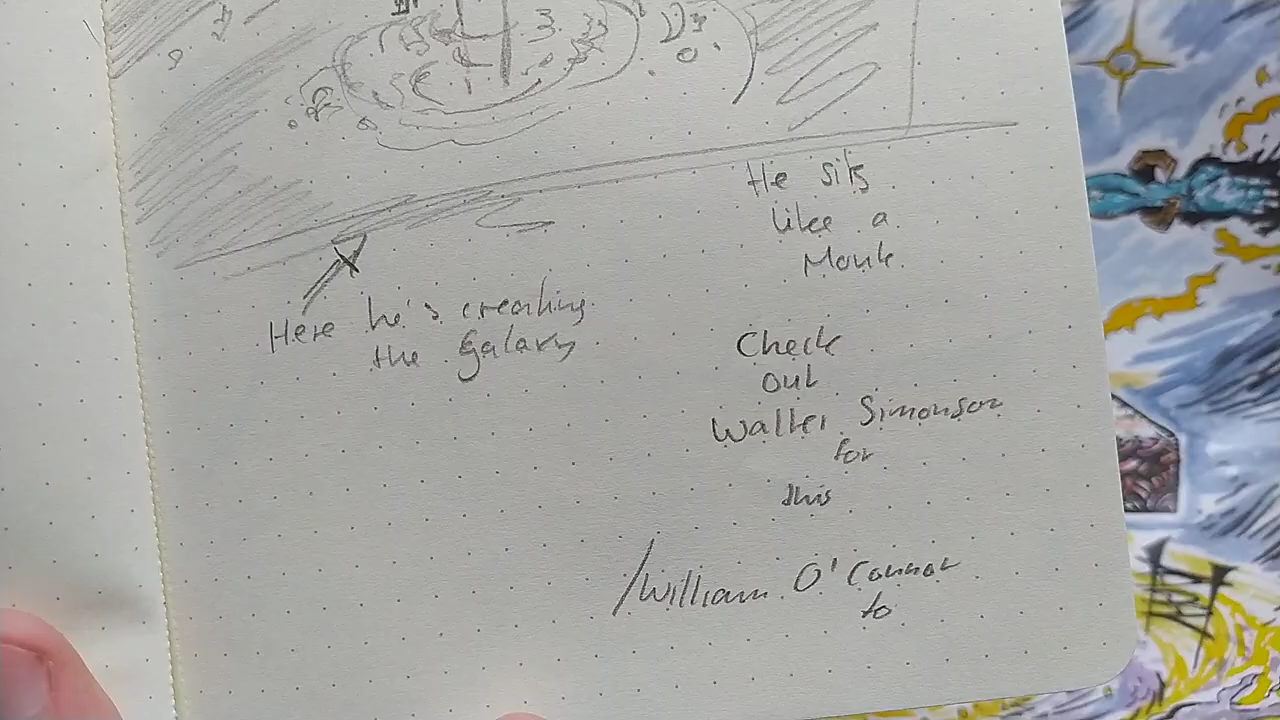 He sits
like a
Monk.
Here he's creating
the Galaxy
Check
out
Walter Simonson
for
this
/William O'Connor
to